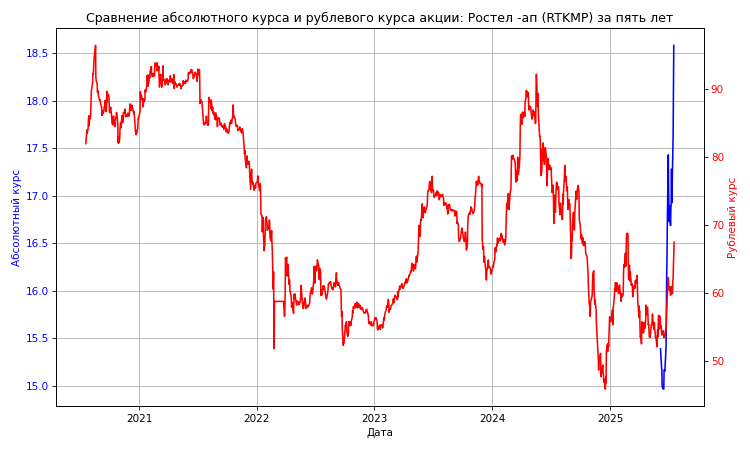 Сравнение абсолютного курса и рублевого курса акции: Ростел -ап (RTKMP) за пять лет
18.5
18.0
17.5
17.0
16.5
16.0
15.5
15.0
Абсолютный курс
90
80
70
60
50
Рублевый курс
2021 2022 2023 2024 2025
Дата